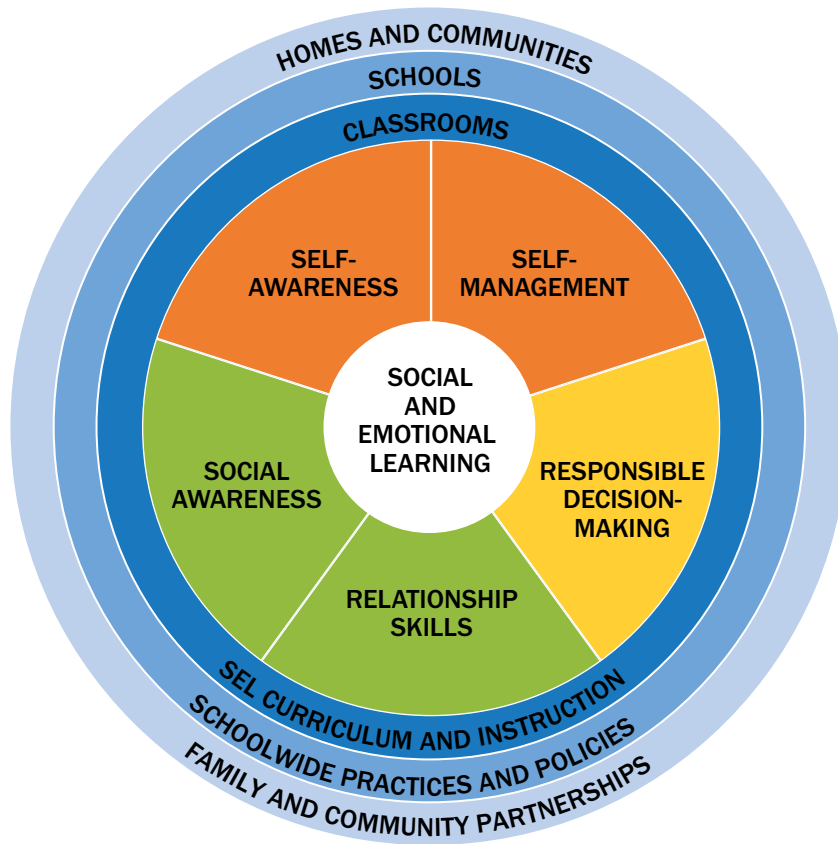 HOMES AND COMMUNITIES
SCHOOLS
CLASSROOMS
SELF-
AWARENESS
SELF-
MANAGEMENT
SOCIAL
AND
EMOTIONAL
LEARNING
SOCIAL
AWARENESS
RESPONSIBLE
DECISION-
MAKING
RELATIONSHIP
SKILLS
SEL CURRICULUM AND INSTRUCTION
SCHOOLWIDE PRACTICES AND POLICIES
FAMILY AND COMMUNITY PARTNERSHIPS